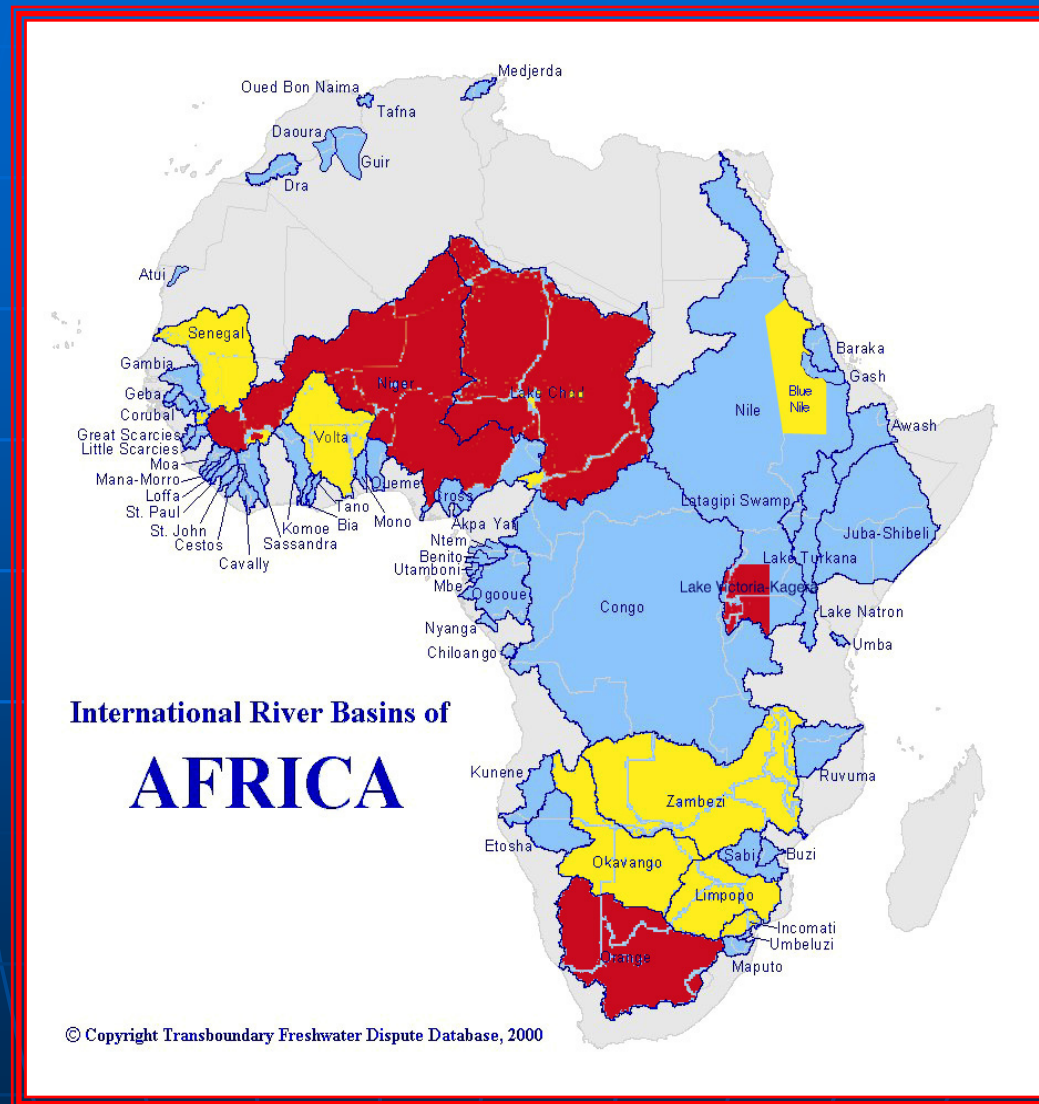 Medjerda
Oued Bon Naima
Tafna
Daoura
Guir
Dra
Atui
Senegal
Gambia
Geba
Corubal
Great Scarcies
Little Scarcies
Moa
Mana-Morro
Loffa
St. Paul
St. John
Cestos
Cavally
Sassandra
Komoe
Bia
Tano
Mono
Volta
Oueme
Niger
Lake Chad
Cross
Akpa Yafi
Ntem
Benito
Utamboni
Mbe
Ogooue
Nyanga
Chiloango
Congo
Nile
Blue
Nile
Baraka
Gash
Awash
Lotagipi Swamp
Juba-Shibeli
Lake Turkana
Lake Victoria-Kagera
Lake Natron
Umba
Ruvuma
Zambezi
Kunene
Etosha
Okavango
Sabi
Buzi
Limpopo
Incomati
Umbeluzi
Maputo
Orange
International River Basins of
AFRICA
© Copyright Transboundary Freshwater Dispute Database, 2000